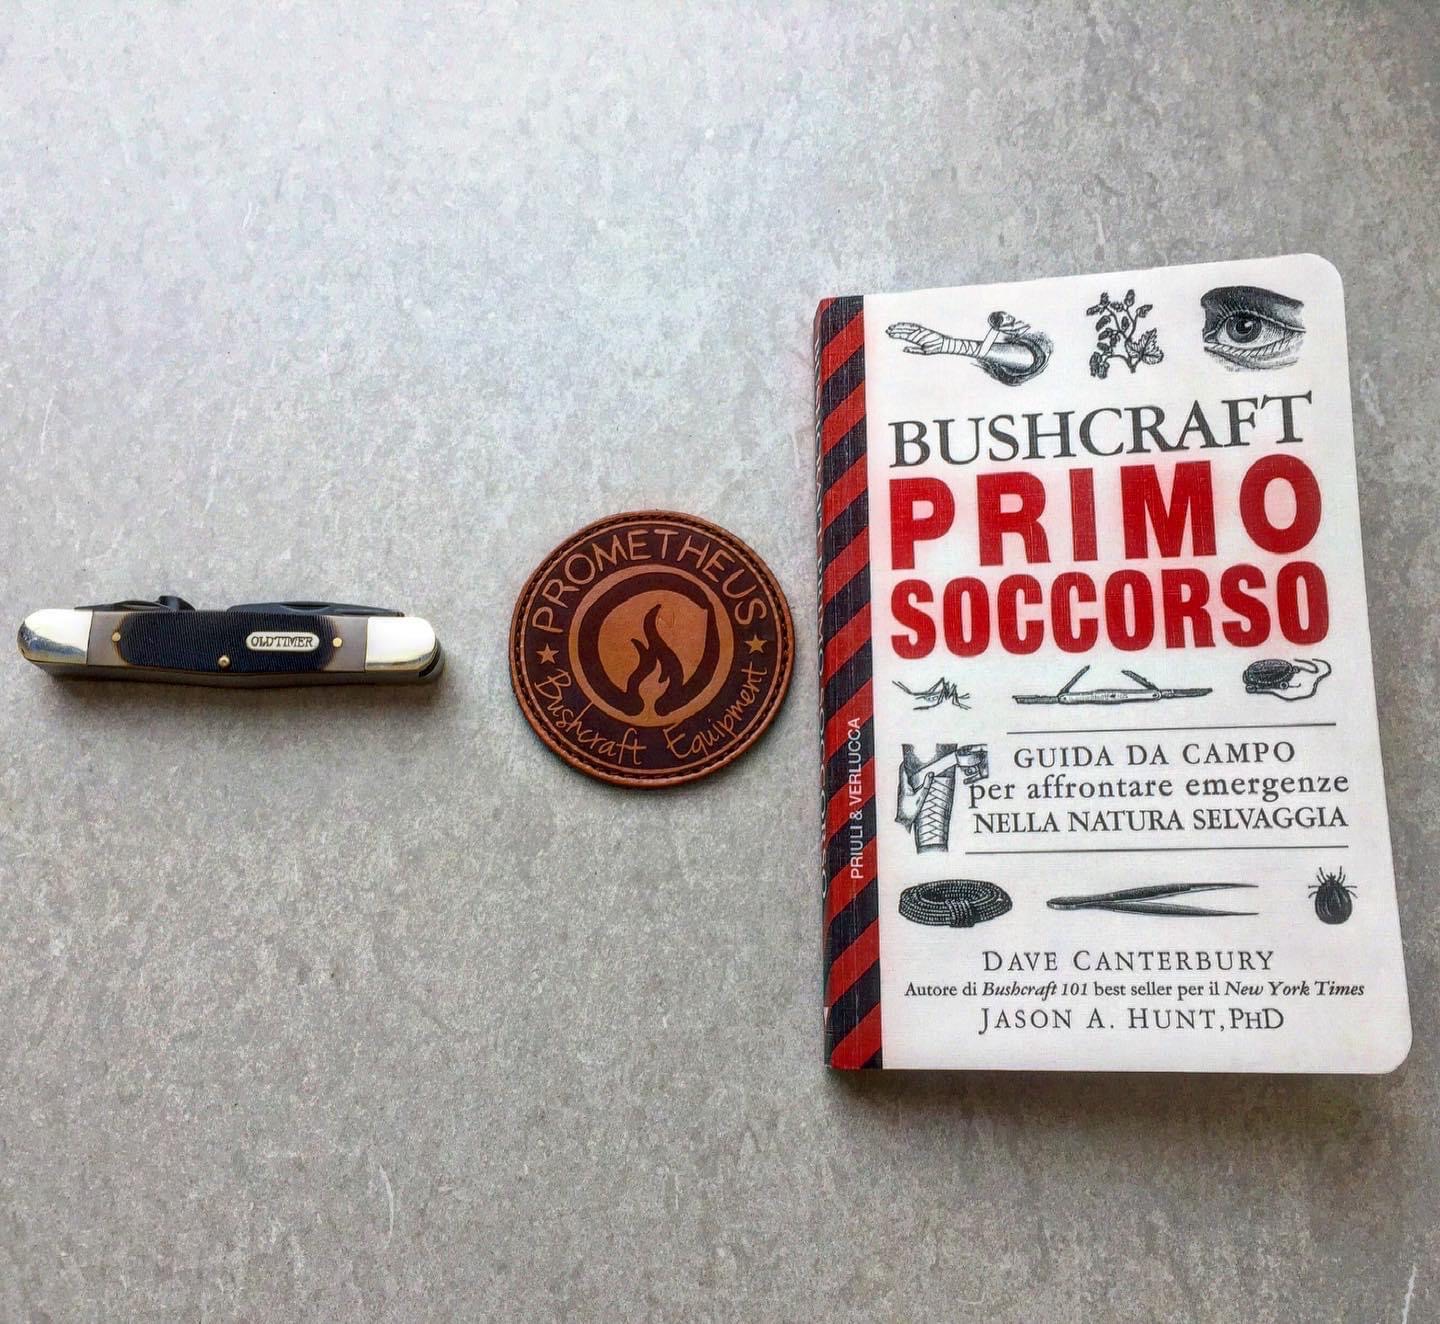 OLD TIMER
PROMETHEUS
Bushcraft Equipment
PRIULI & VERLUCCA
BUSHCRAFT
PRIMO
SOCCORSO
GUIDA DA CAMPO
per affrontare emergenze
NELLA NATURA SELVAGGIA
DAVE CANTERBURY
Autore di Bushcraft 101 best seller per il New York Times
JASON A. HUNT, PHD